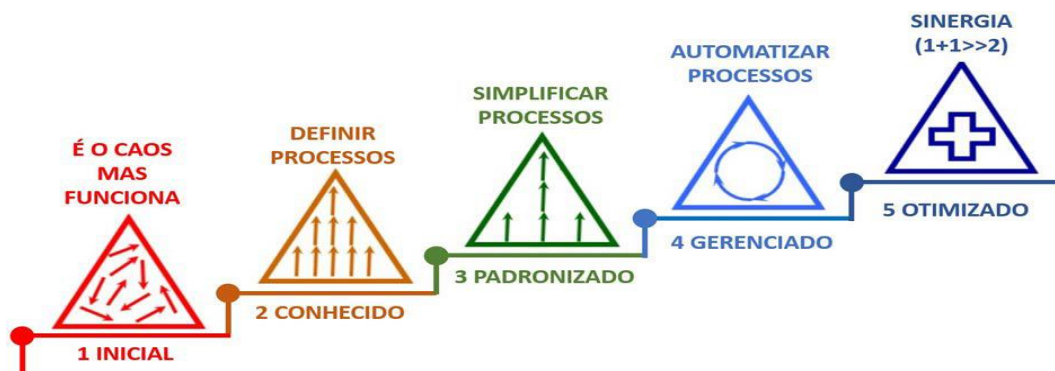 É O CAOS
MAS
FUNCIONA
1 INICIAL
DEFINIR
PROCESSOS
2 CONHECIDO
SIMPLIFICAR
PROCESSOS
3 PADRONIZADO
AUTOMATIZAR
PROCESSOS
4 GERENCIADO
SINERGIA
(1+1>>2)
5 OTIMIZADO